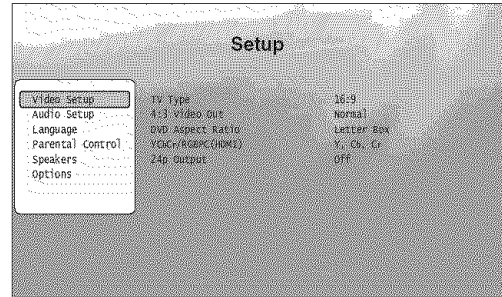 Setup
Video Setup
Audio Setup
Language
Parental Control
Speakers
Options
TV Type 16:9
4:3 Video Out Normal
DVD Aspect Ratio Letter Box
YCbCr/RGBPC(HDMI) Y, Cb, Cr
24p Output Off